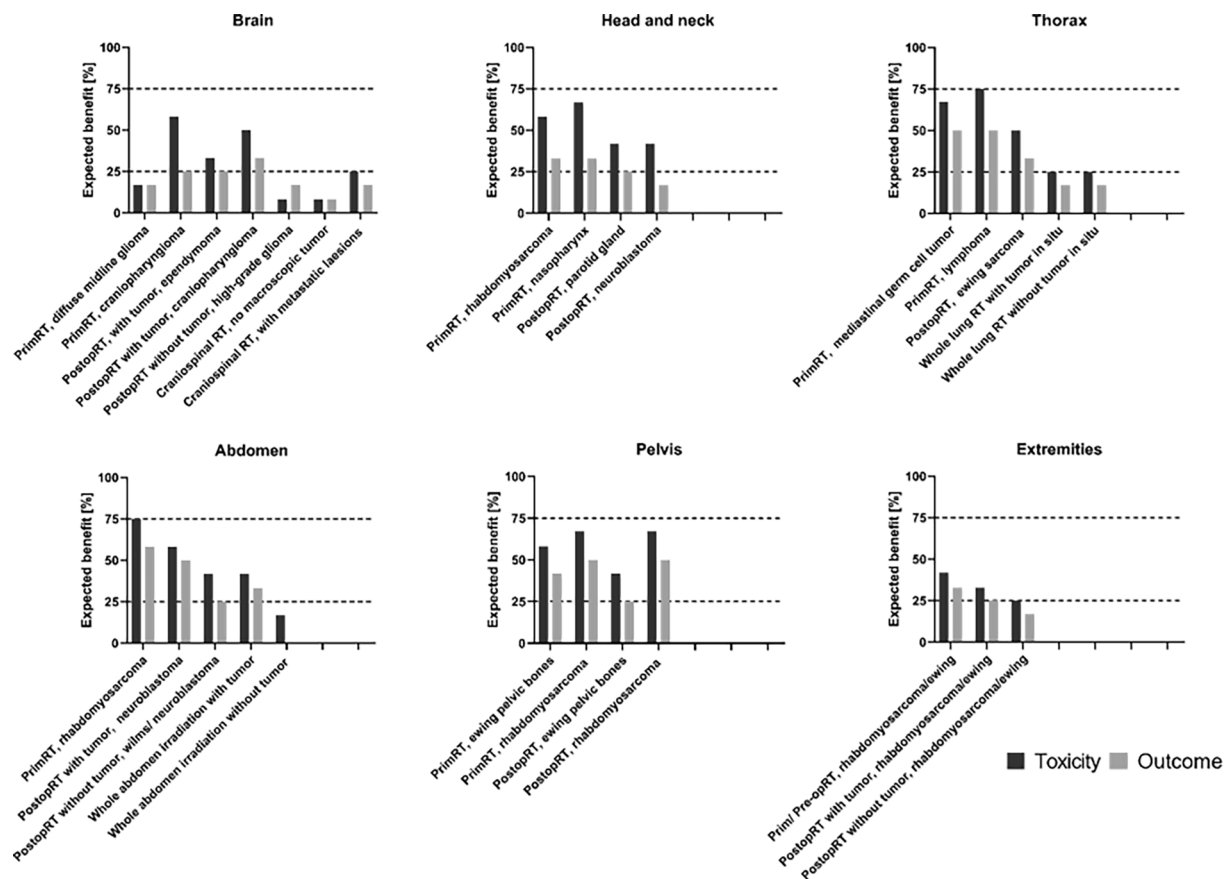 Brain
Expected benefit [%]
100
75
50
25
0
PrimRT, diffuse midline glioma
PrimRT, craniopharyngioma
PostopRT, with tumor, ependymoma
PostopRT with tumor, craniopharyngioma
PostopRT without tumor, high-grade glioma
Craniospinal RT, no macroscopic tumor
Craniospinal RT, with metastatic laesions
Head and neck
Expected benefit [%]
100
75
50
25
0
PrimRT, rhabdomyosarcoma
PrimRT, nasopharynx
PostopRT, parotid gland
PostopRT, neuroblastoma
Thorax
Expected benefit [%]
100
75
50
25
0
PrimRT, mediastinal germ cell tumor
PrimRT, lymphoma
PostopRT, ewing sarcoma
Whole lung RT with tumor in situ
Whole lung RT without tumor in situ
Abdomen
Expected benefit [%]
100
75
50
25
0
PrimRT, rhabdomyosarcoma
PostopRT with tumor, neuroblastoma
PostopRT without tumor, wilms/ neuroblastoma
Whole abdomen irradiation with tumor
Whole abdomen irradiation without tumor
Pelvis
Expected benefit [%]
100
75
50
25
0
PrimRT, ewing pelvic bones
PrimRT, rhabdomyosarcoma
PostopRT, ewing pelvic bones
PostopRT, rhabdomyosarcoma
Extremities
Expected benefit [%]
100
75
50
25
0
Prim/ Pre-opRT, rhabdomyosarcoma/ewing
PostopRT with tumor, rhabdomyosarcoma/ewing
PostopRT without tumor, rhabdomyosarcoma/ewing
Toxicity Outcome